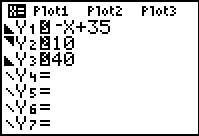 X= Plot1 Plot2 Plot3
Y1 -X+35
Y2 10
Y3 40
\Y4=
\Y5=
\Y6=
\Y7=